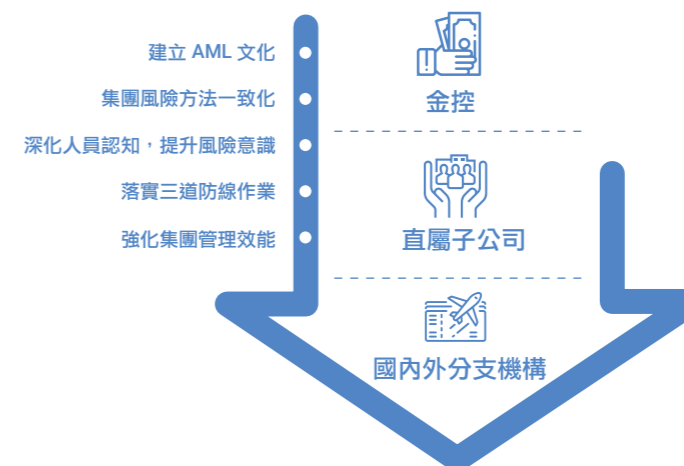 建立 AML 文化
集團風險方法一致化
深化人員認知，提升風險意識
落實三道防線作業
強化集團管理效能
金控
直屬子公司
國內外分支機構